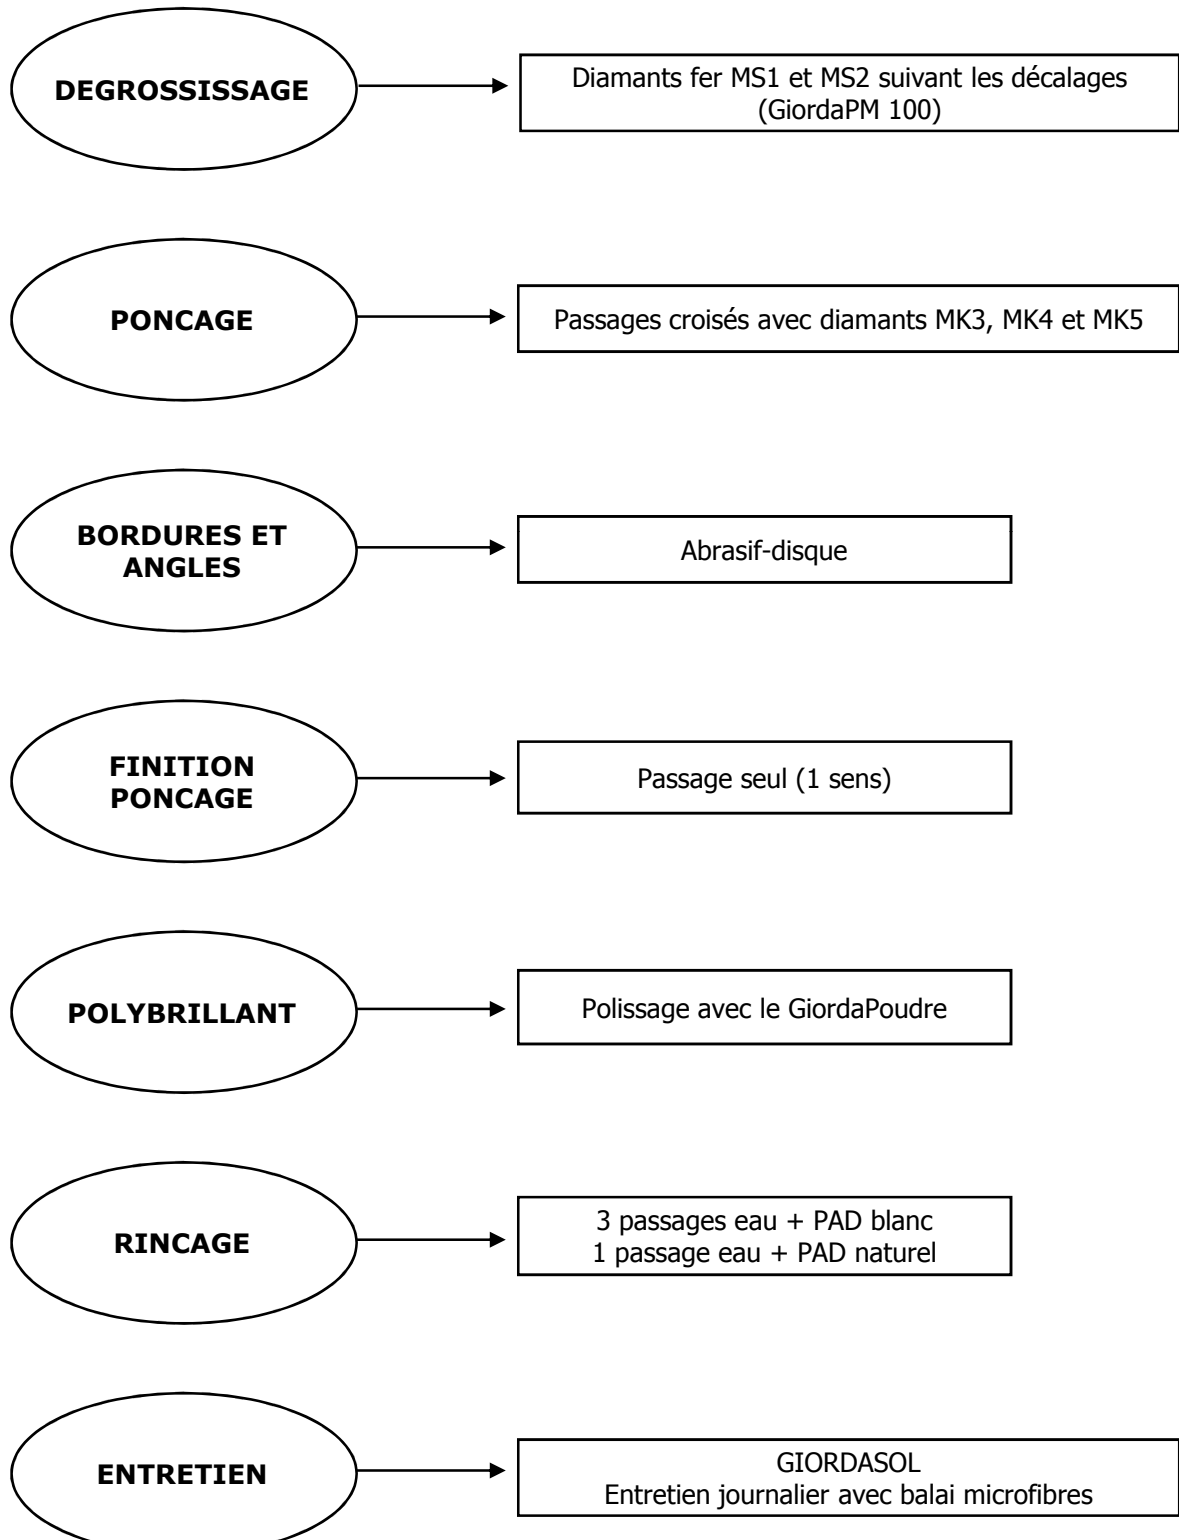 DEGROSSISSAGE
Diamants fer MS1 et MS2 suivant les décalages
(GiordaPM 100)
PONCAGE
Passages croisés avec diamants MK3, MK4 et MK5
BORDURES ET
ANGLES
Abrasif-disque
FINITION
PONCAGE
Passage seul (1 sens)
POLYBRILLANT
Polissage avec le GiordaPoudre
RINCAGE
3 passages eau + PAD blanc
1 passage eau + PAD naturel
ENTRETIEN
GIORDASOL
Entretien journalier avec balai microfibres